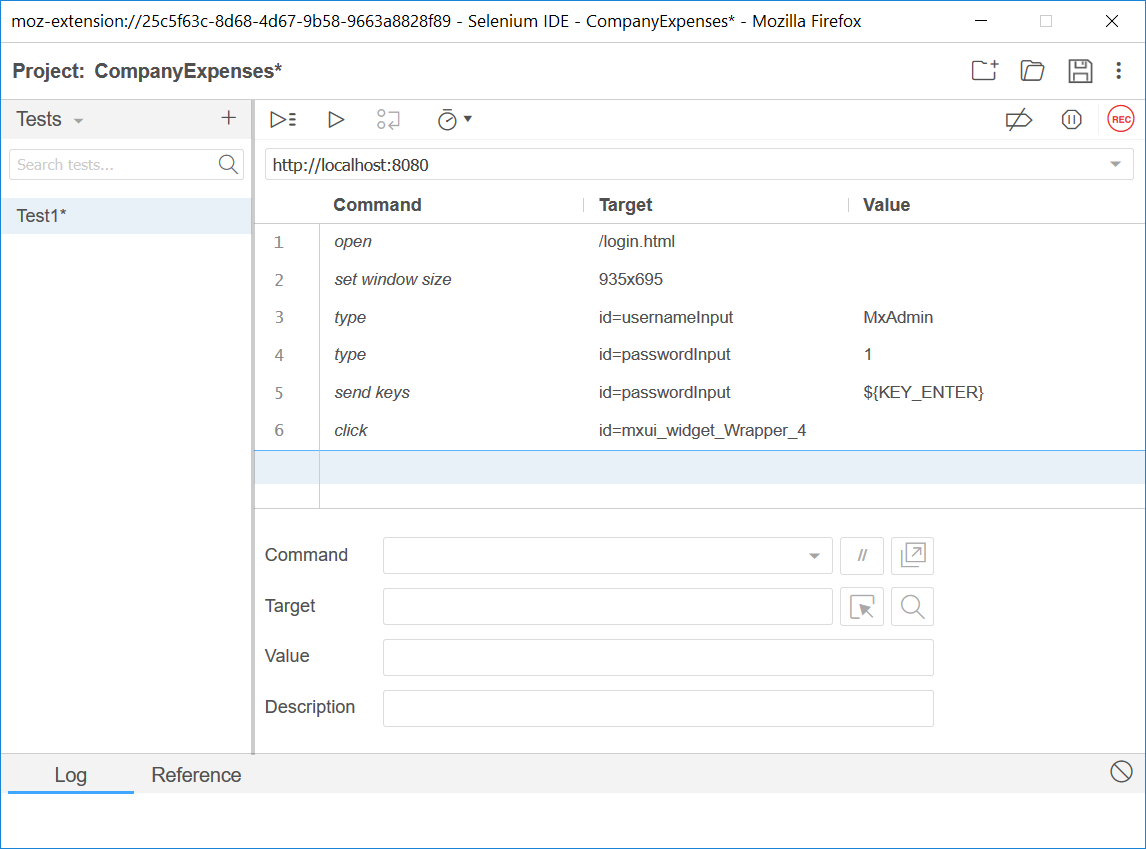 moz-extension://25c5f63c-8d68-4d67-9b58-9663a8828f89 - Selenium IDE - CompanyExpenses* - Mozilla Firefox
Project: CompanyExpenses*
Tests
REC
Search tests...
http://localhost:8080
Test1*
Command Target Value
1 open /login.html
2 set window size 935x695
3 type id=usernameInput MxAdmin
4 type id=passwordInput 1
5 send keys id=passwordInput ${KEY_ENTER}
6 click id=mxui_widget_Wrapper_4
Command //
Target
Value
Description
Log Reference